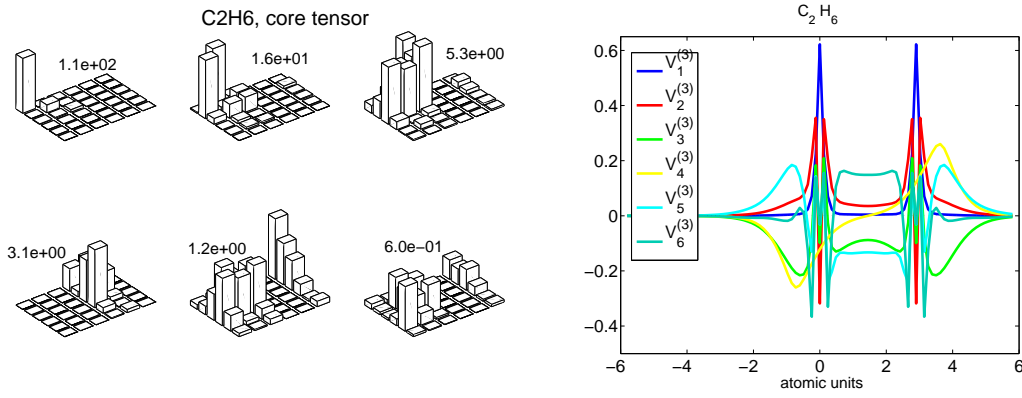 C2H6, core tensor
1.1e+02
1.6e+01
5.3e+00
3.1e+00
1.2e+00
6.0e−01
C₂ H₆
0.6
0.4
0.2
0
−0.2
−0.4
V₁⁽³⁾
V₂⁽³⁾
V₃⁽³⁾
V₄⁽³⁾
V₅⁽³⁾
V₆⁽³⁾
−6 −4 −2 0 2 4 6
atomic units